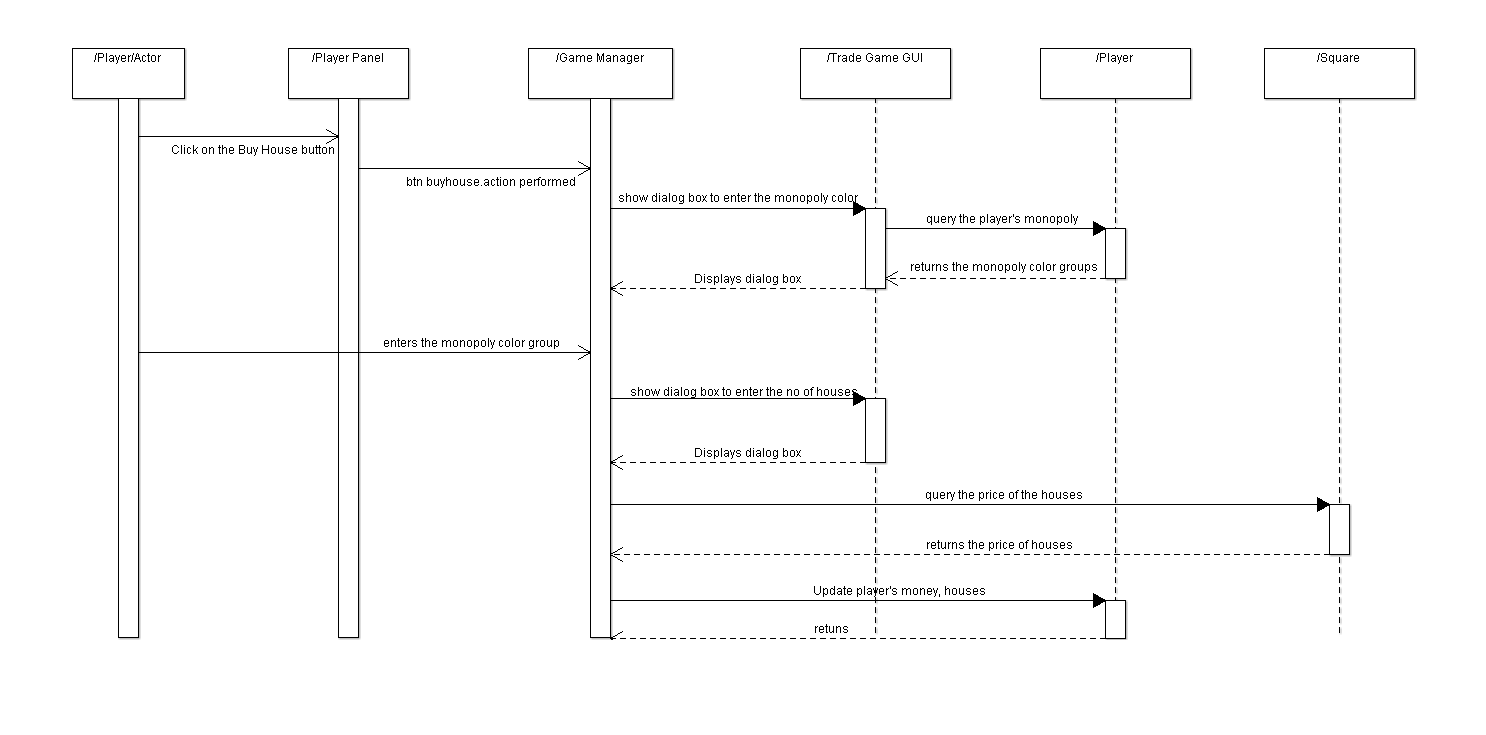 /Player/Actor
/Player Panel
/Game Manager
/Trade Game GUI
/Player
/Square
Click on the Buy House button
btn buyhouse.action performed
show dialog box to enter the monopoly color
query the player's monopoly
returns the monopoly color groups
Displays dialog box
enters the monopoly color group
show dialog box to enter the no of houses
Displays dialog box
query the price of the houses
returns the price of houses
Update player's money, houses
retuns